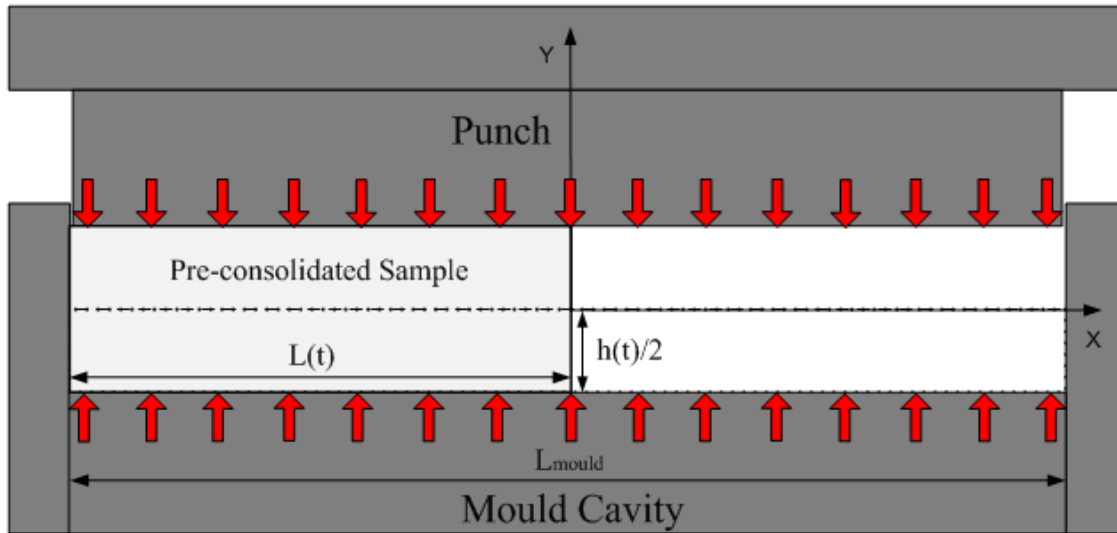 Y
Punch
Pre-consolidated Sample
X
L(t)
h(t)/2
Lmould
Mould Cavity